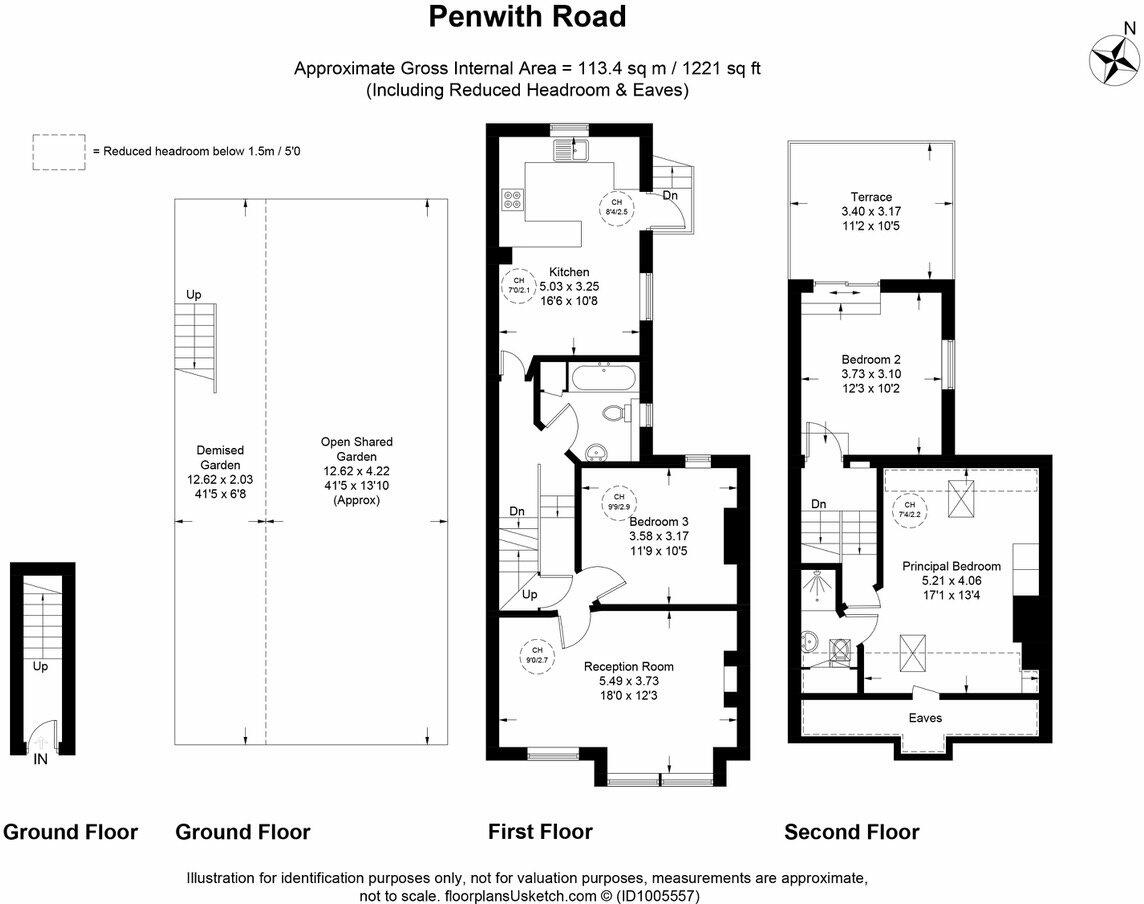 Penwith Road
N
Approximate Gross Internal Area = 113.4 sq m / 1221 sq ft
(Including Reduced Headroom & Eaves)
= Reduced headroom below 1.5m / 5'0
Up
IN
Ground Floor
Up
Demised
Garden
12.62 x 2.03
41'5 x 6'8
Open Shared
Garden
12.62 x 4.22
41'5 x 13'10
(Approx)
Ground Floor
CH
8'4/2.5
Dn
Kitchen
5.03 x 3.25
16'6 x 10'8
CH
7'0/2.1
Dn
CH
9'9/2.9
Bedroom 3
3.58 x 3.17
11'9 x 10'5
Up
CH
9'0/2.7
Reception Room
5.49 x 3.73
18'0 x 12'3
First Floor
Terrace
3.40 x 3.17
11'2 x 10'5
Bedroom 2
3.73 x 3.10
12'3 x 10'2
Dn
CH
7'4/2.2
Principal Bedroom
5.21 x 4.06
17'1 x 13'4
Eaves
Second Floor
Illustration for identification purposes only, not for valuation purposes, measurements are approximate,
not to scale. floorplansUsketch.com © (ID1005557)